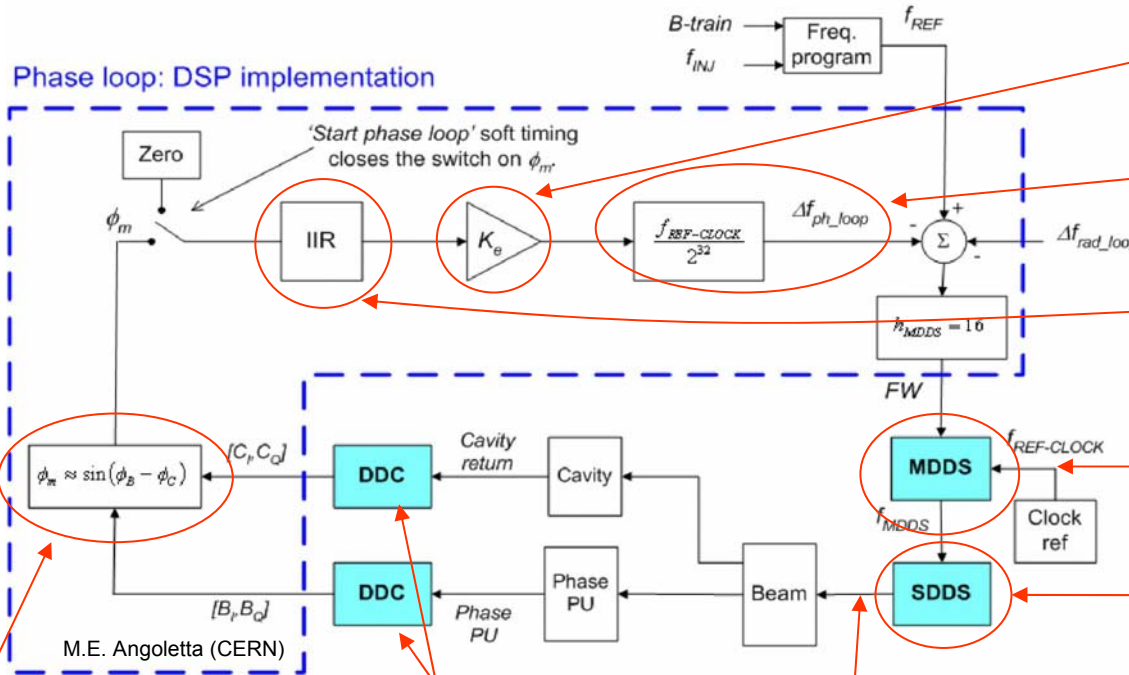 B-train
f_INJ
Freq.
program
f_REF
Phase loop: DSP implementation
'Start phase loop' soft timing
closes the switch on ϕ_m.
Zero
ϕ_m
IIR
K_e
f_REF-CLOCK
2^32
Δf_ph_loop
-
+
Σ
-
Δf_rad_loo
h_MDDS = 16
FW
ϕ_m ≈ sin(ϕ_B − ϕ_C)
[C_I, C_Q]
DDC
Cavity
return
Cavity
MDDS
f_REF-CLOCK
Clock
ref
f_MDDS
[B_I, B_Q]
DDC
Phase
PU
Phase
PU
Beam
SDDS
M.E. Angoletta (CERN)